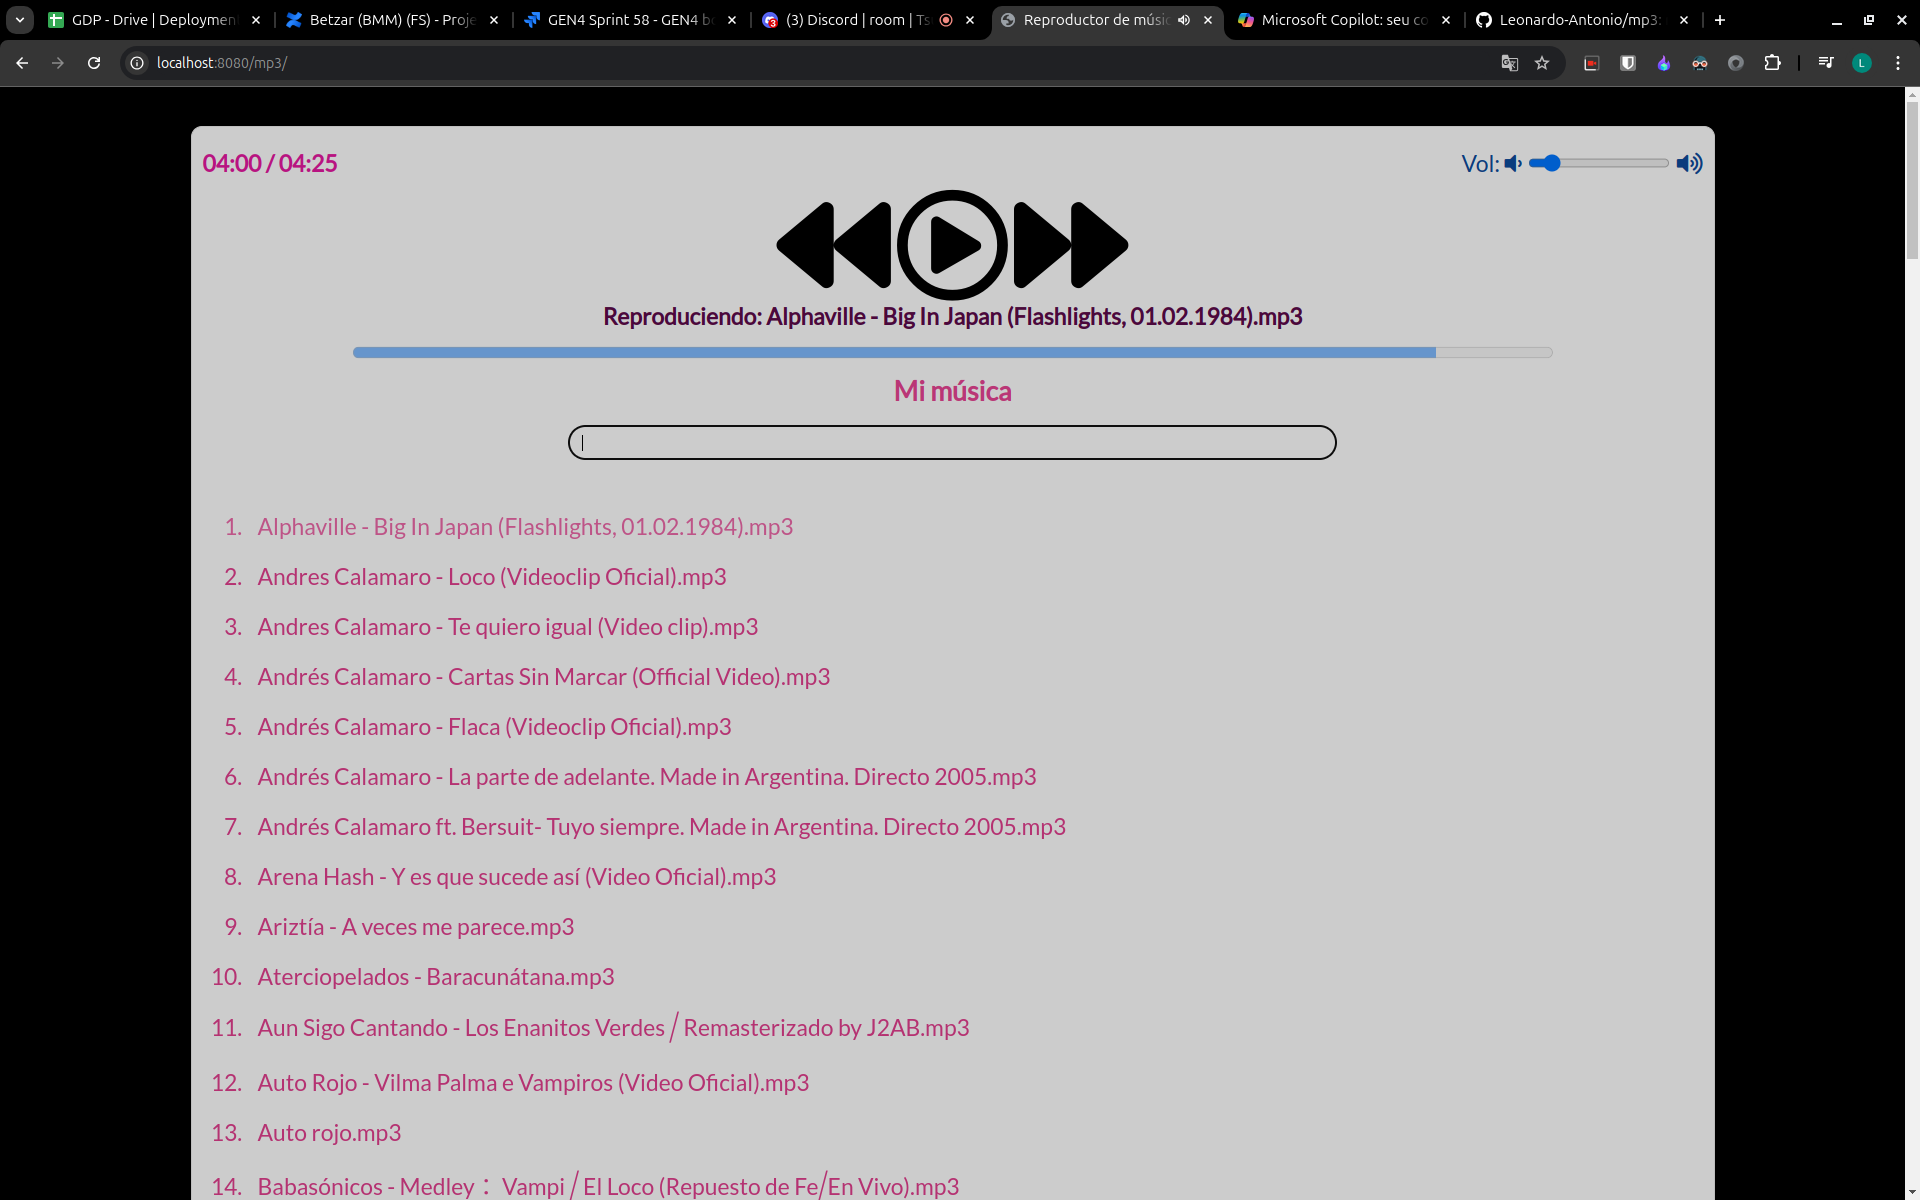 GDP - Drive | Deploymen
Betzar (BMM) (FS) - Proje
GEN4 Sprint 58 - GEN4 bo
(3) Discord | room | Ts
Reproductor de músic
Microsoft Copilot: seu co
Leonardo-Antonio/mp3:
localhost:8080/mp3/
L
04:00 / 04:25
Vol:
Reproduciendo: Alphaville - Big In Japan (Flashlights, 01.02.1984).mp3
Mi música
1. Alphaville - Big In Japan (Flashlights, 01.02.1984).mp3
2. Andres Calamaro - Loco (Videoclip Oficial).mp3
3. Andres Calamaro - Te quiero igual (Video clip).mp3
4. Andrés Calamaro - Cartas Sin Marcar (Official Video).mp3
5. Andrés Calamaro - Flaca (Videoclip Oficial).mp3
6. Andrés Calamaro - La parte de adelante. Made in Argentina. Directo 2005.mp3
7. Andrés Calamaro ft. Bersuit- Tuyo siempre. Made in Argentina. Directo 2005.mp3
8. Arena Hash - Y es que sucede así (Video Oficial).mp3
9. Ariztía - A veces me parece.mp3
10. Aterciopelados - Baracunátana.mp3
11. Aun Sigo Cantando - Los Enanitos Verdes ⧸ Remasterizado by J2AB.mp3
12. Auto Rojo - Vilma Palma e Vampiros (Video Oficial).mp3
13. Auto rojo.mp3
14. Babasónicos - Medley： Vampi ⧸ El Loco (Repuesto de Fe⧸En Vivo).mp3